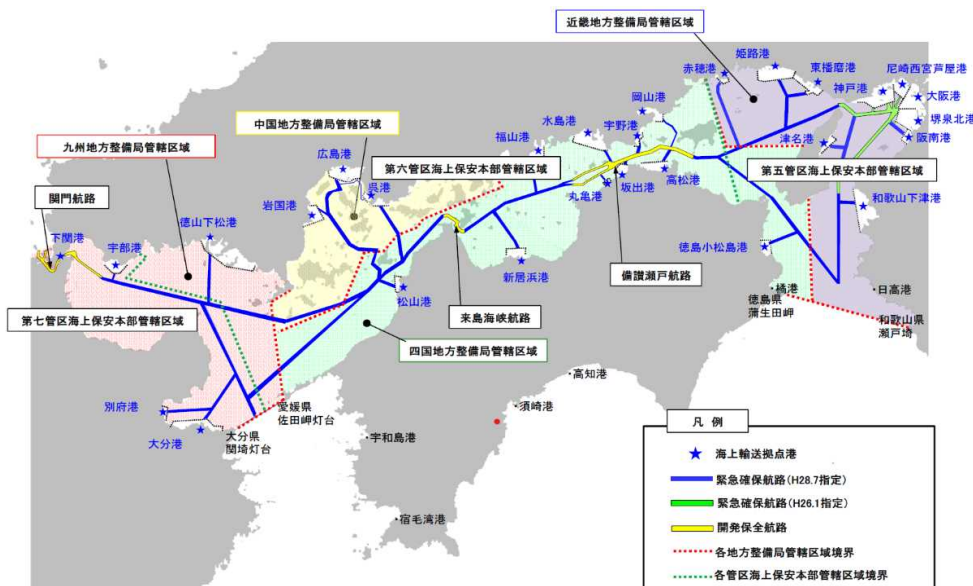 近畿地方整備局管轄区域
姫路港
赤穂港
東播磨港
神戸港
尼崎西宮芦屋港
大阪港
堺泉北港
阪南港
岡山港
水島港
宇野港
福山港
津名港
中国地方整備局管轄区域
九州地方整備局管轄区域
広島港
呉港
第六管区海上保安本部管轄区域
第五管区海上保安本部管轄区域
坂出港
高松港
丸亀港
関門航路
岩国港
和歌山下津港
徳山下松港
下関港
宇部港
新居浜港
備讃瀬戸航路
徳島小松島港
松山港
橘港
日高港
徳島県
蒲生田岬
第七管区海上保安本部管轄区域
来島海峡航路
和歌山県
瀬戸埼
四国地方整備局管轄区域
高知港
別府港
愛媛県
佐田岬灯台
須崎港
大分港
大分県
関埼灯台
宇和島港
宿毛湾港
凡 例
海上輸送拠点港
緊急確保航路(H28.7指定)
緊急確保航路(H26.1指定)
開発保全航路
各地方整備局管轄区域境界
各管区海上保安本部管轄区域境界